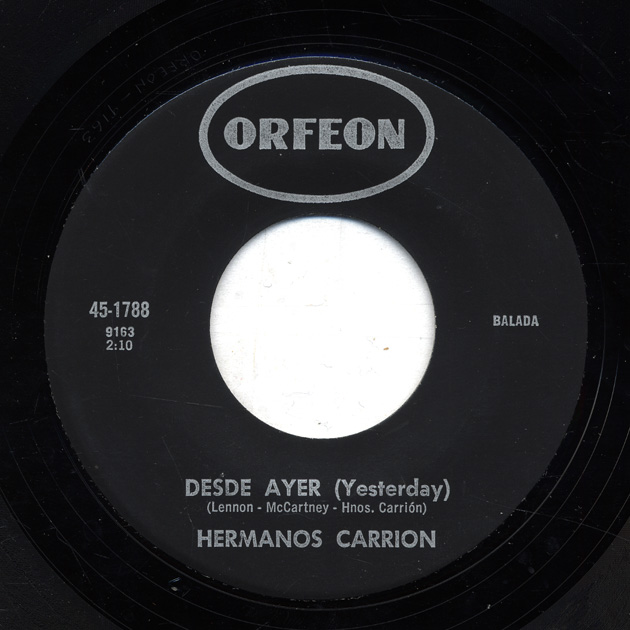 ORFEON
45-1788
9163
2:10
BALADA
DESDE AYER (Yesterday)
(Lennon - McCartney - Hnos. Carrión)
HERMANOS CARRION